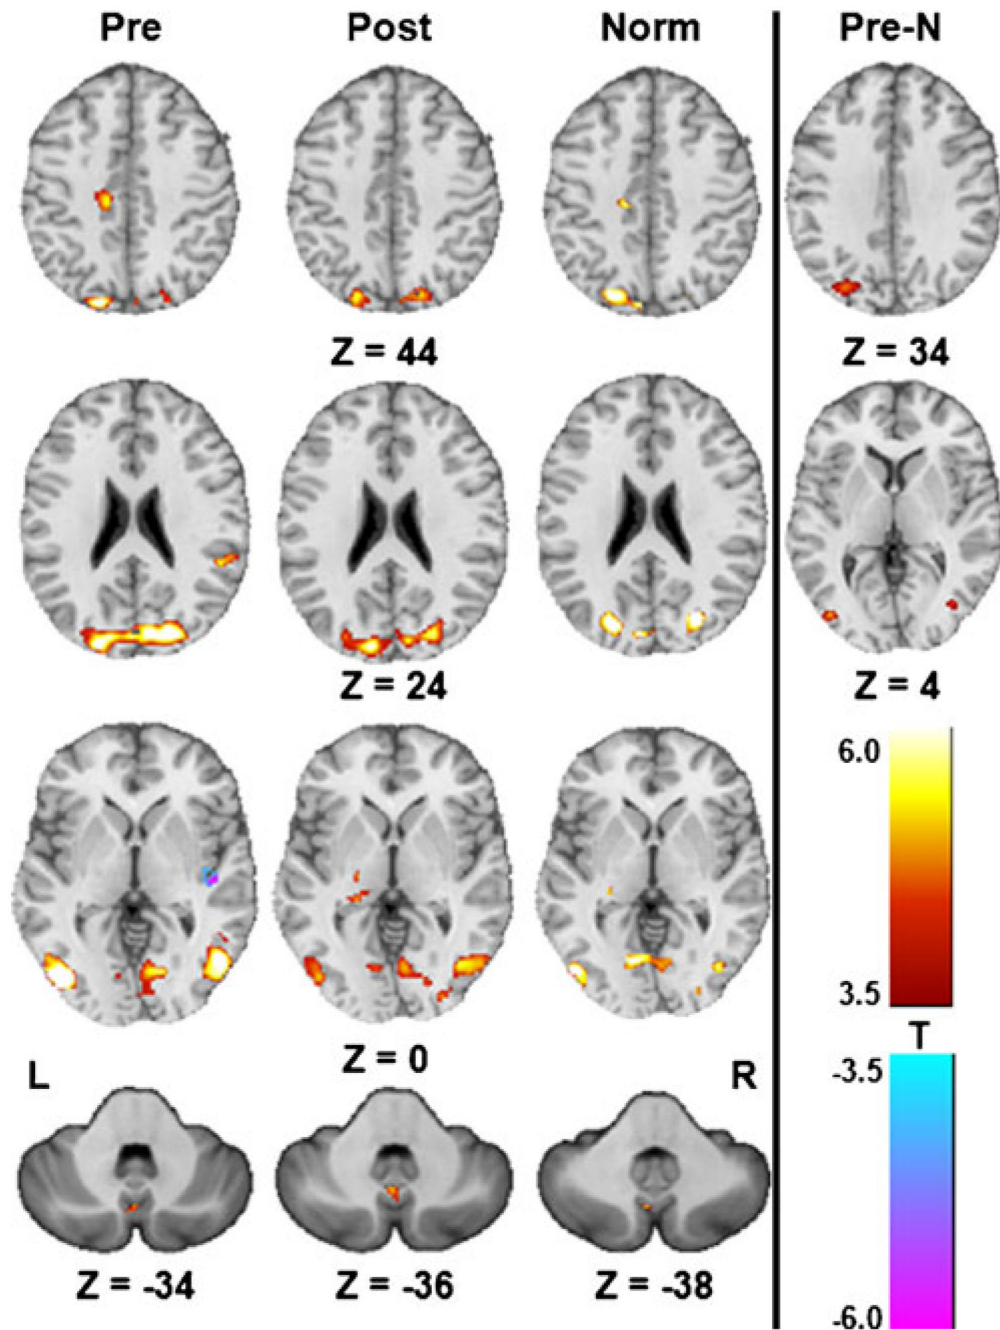 Pre Post Norm Pre-N
Z = 44 Z = 34
Z = 24 Z = 4
6.0
3.5
Z = 0 T
L R -3.5
Z = -34 Z = -36 Z = -38
-6.0